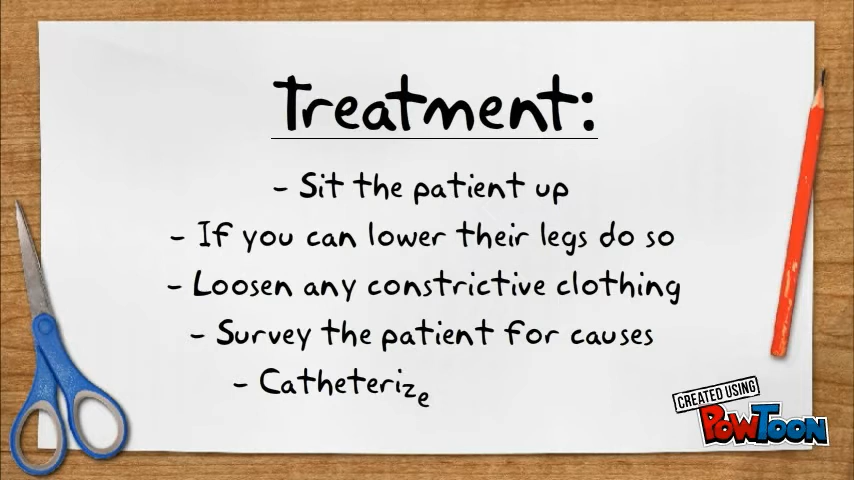 Treatment:
- Sit the patient up
- If you can lower their legs do so
- Loosen any constrictive clothing
- Survey the patient for causes
- Catheterize
CREATED USING
POWTOON